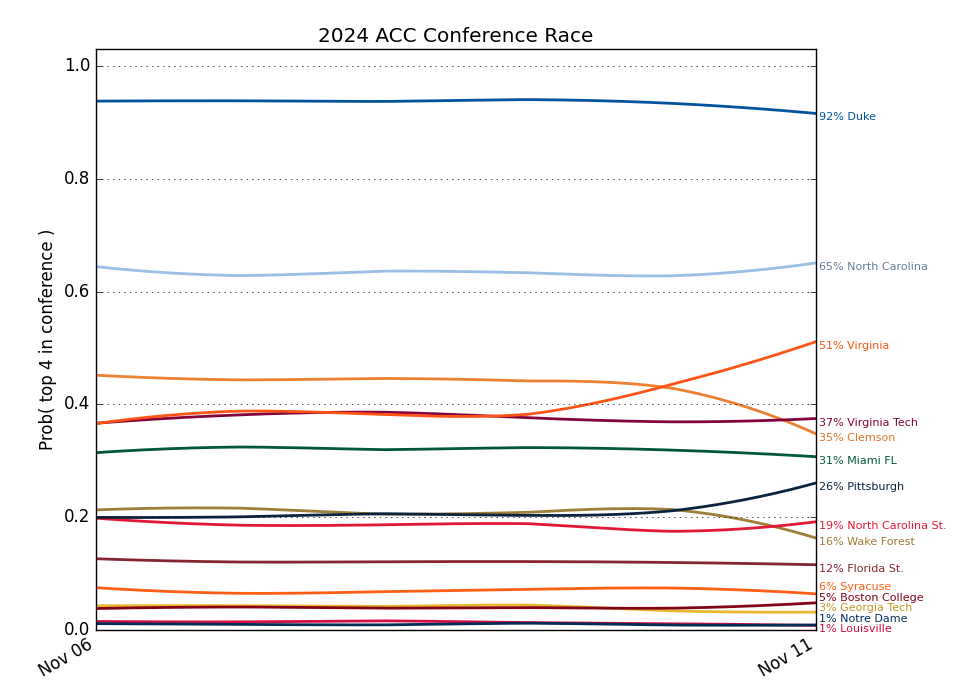 2024 ACC Conference Race
Prob( top 4 in conference )
1.0
0.8
0.6
0.4
0.2
0.0
Nov 06
Nov 11
92% Duke
65% North Carolina
51% Virginia
37% Virginia Tech
35% Clemson
31% Miami FL
26% Pittsburgh
19% North Carolina St.
16% Wake Forest
12% Florida St.
6% Syracuse
5% Boston College
3% Georgia Tech
1% Notre Dame
1% Louisville